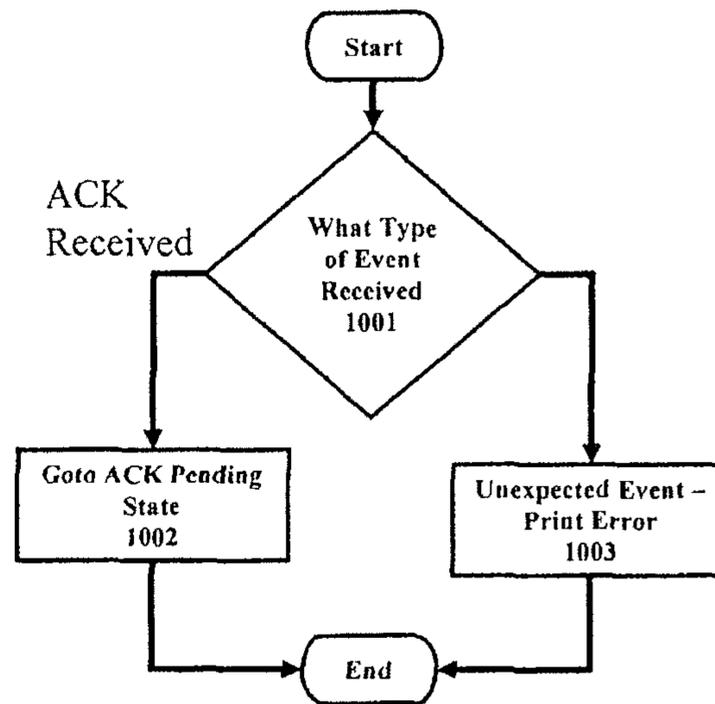 Start
ACK
Received
What Type
of Event
Received
1001
Goto ACK Pending
State
1002
Unexpected Event –
Print Error
1003
End